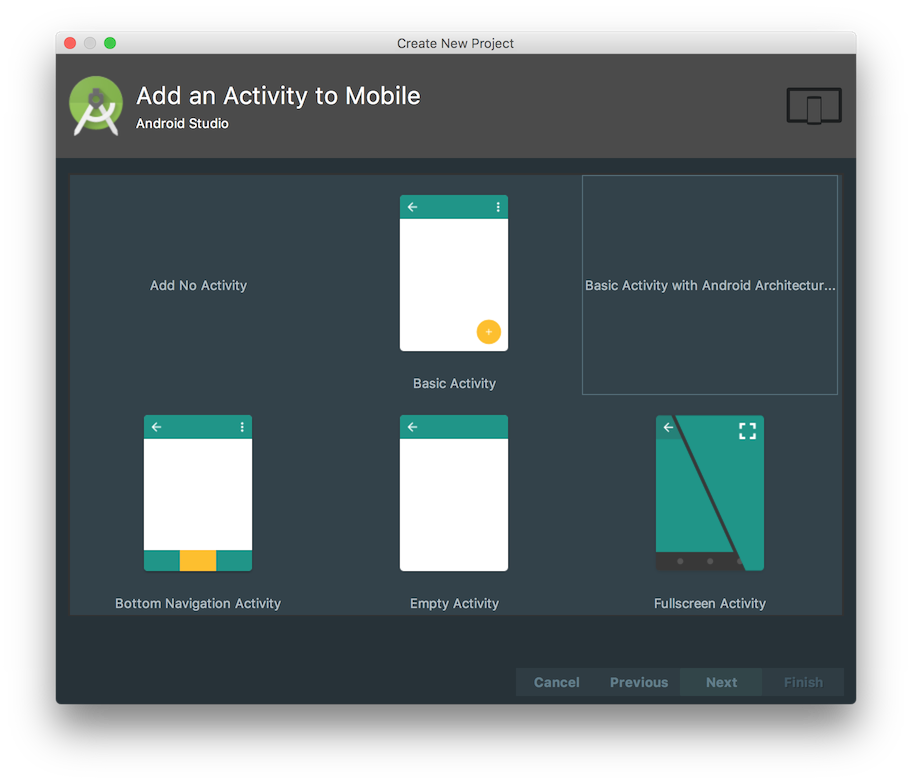 Create New Project
Add an Activity to Mobile
Android Studio
Add No Activity
Basic Activity
Basic Activity with Android Architectur...
Bottom Navigation Activity
Empty Activity
Fullscreen Activity
Cancel
Previous
Next
Finish